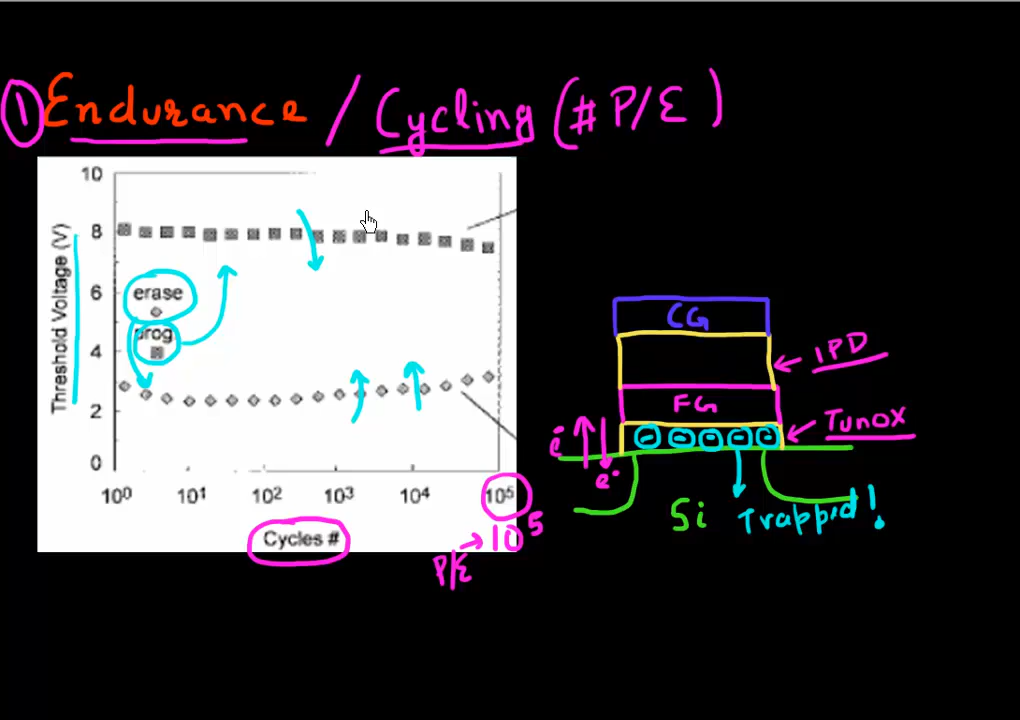 ① Endurance / Cycling (# P/E)
10
8
6
4
2
0
Threshold Voltage (V)
erase
prog
10⁰ 10¹ 10² 10³ 10⁴ 10⁵
Cycles #
P/E → 10⁵
CG
IPD
FG
Tunox
e⁻
e⁻
Si
Trappid!